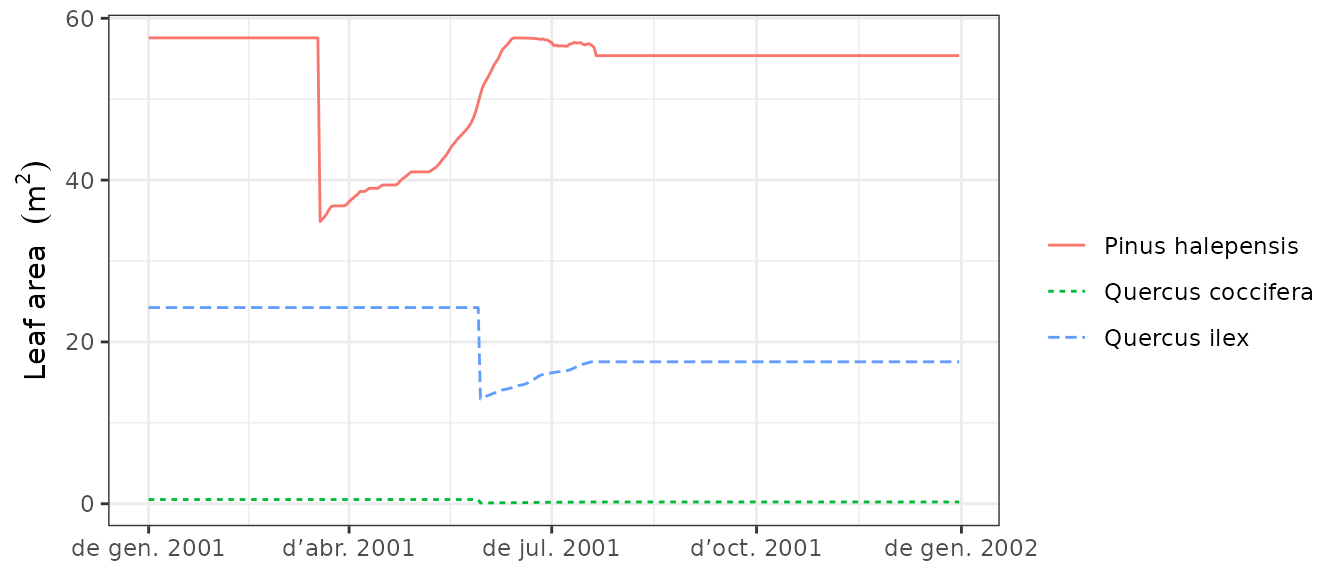 60
40
20
0
Leaf area (m²)
de gen. 2001
d’abr. 2001
de jul. 2001
d’oct. 2001
de gen. 2002
Pinus halepensis
Quercus coccifera
Quercus ilex